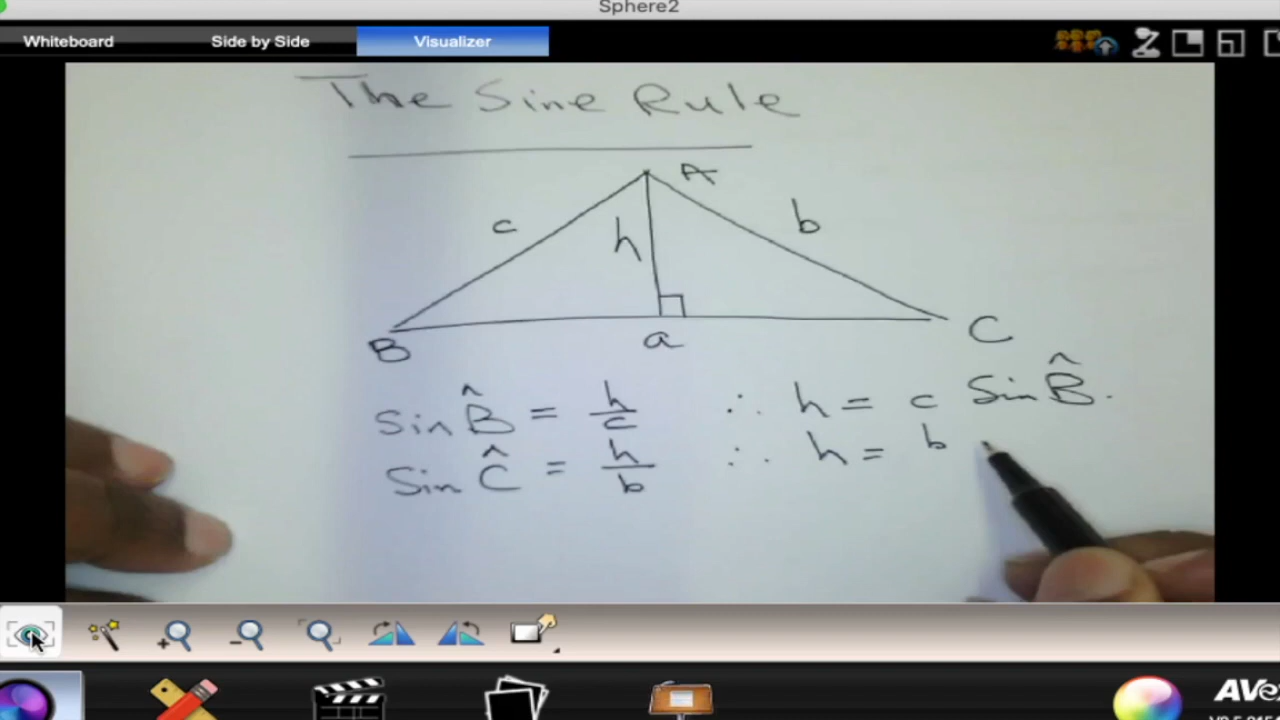 Sphere2
Whiteboard Side by Side Visualizer
The Sine Rule
A
c h b
B a C
Sin B̂ = h/c ∴ h = c Sin B̂.
Sin Ĉ = h/b ∴ h = b